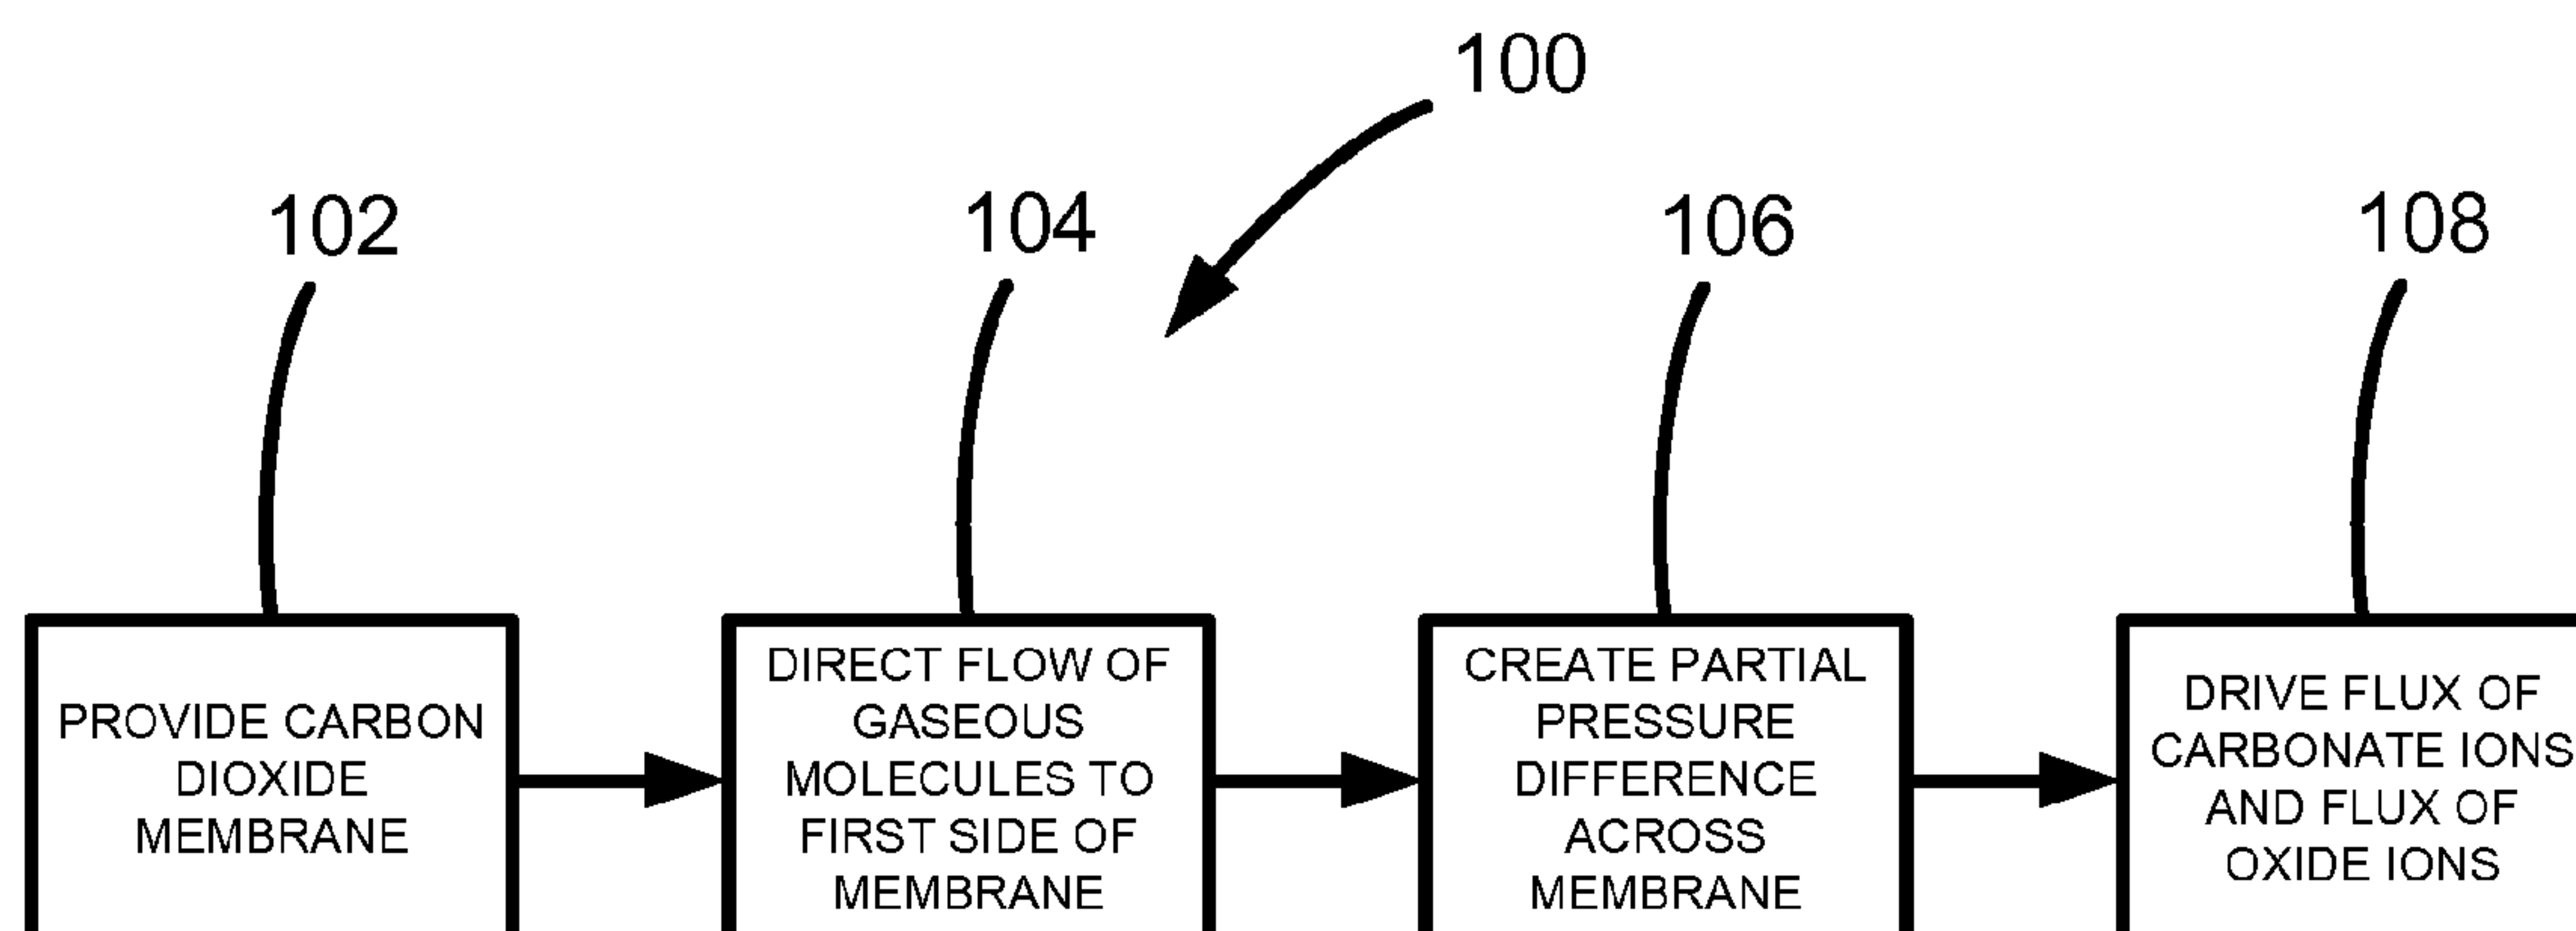 100
102
104
106
108
PROVIDE CARBON
DIOXIDE
MEMBRANE
DIRECT FLOW OF
GASEOUS
MOLECULES TO
FIRST SIDE OF
MEMBRANE
CREATE PARTIAL
PRESSURE
DIFFERENCE
ACROSS
MEMBRANE
DRIVE FLUX OF
CARBONATE IONS
AND FLUX OF
OXIDE IONS